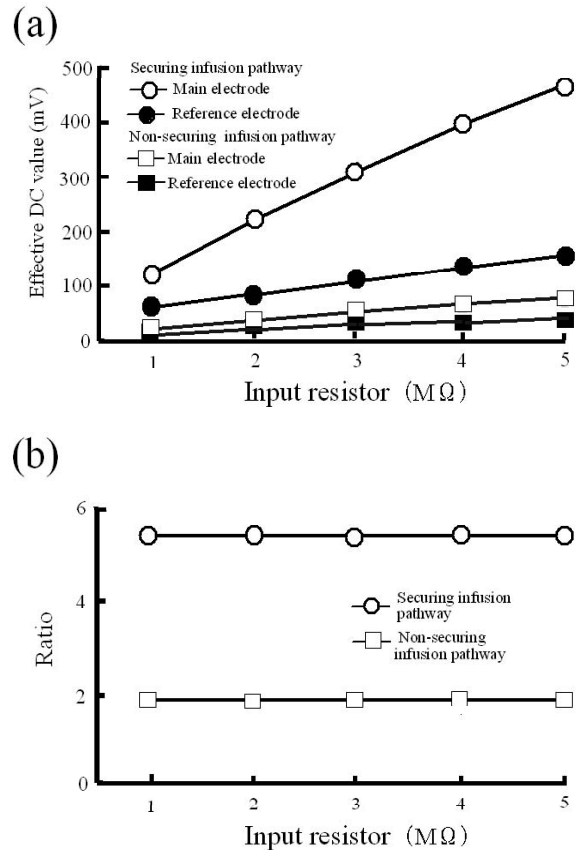 (a)
Effective DC value (mV)
500
400
300
200
100
0
Securing infusion pathway
Main electrode
Reference electrode
Non-securing infusion pathway
Main electrode
Reference electrode
1 2 3 4 5
Input resistor (MΩ)
(b)
Ratio
6
4
2
0
Securing infusion
pathway
Non-securing
infusion pathway
1 2 3 4 5
Input resistor (MΩ)